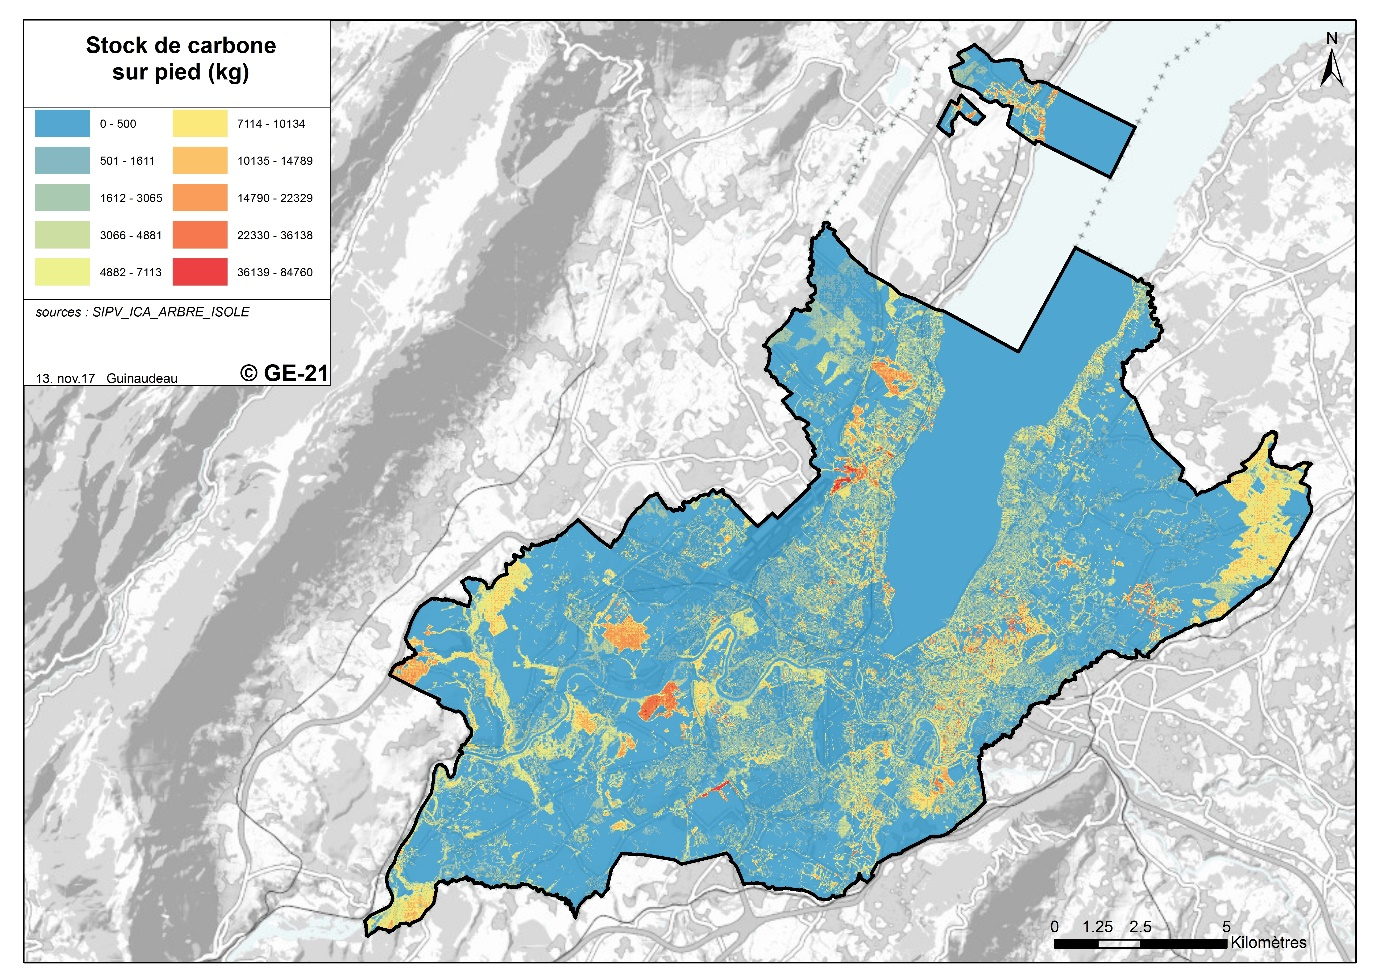 Stock de carbone
sur pied (kg)
0 - 500
501 - 1611
1612 - 3065
3066 - 4881
4882 - 7113
7114 - 10134
10135 - 14789
14790 - 22329
22330 - 36138
36139 - 84760
sources : SIPV_ICA_ARBRE_ISOLE
13. nov.17 Guinaudeau
© GE-21
N
0 1.25 2.5 5
Kilomètres